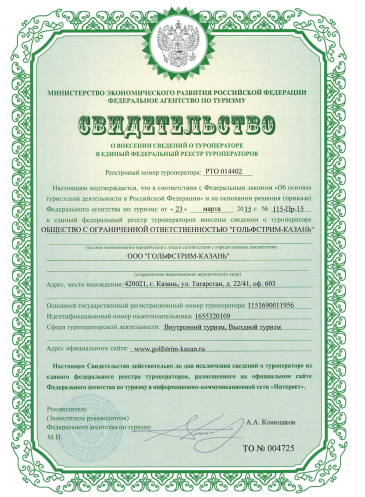 МИНИСТЕРСТВО ЭКОНОМИЧЕСКОГО РАЗВИТИЯ РОССИЙСКОЙ ФЕДЕРАЦИИ
ФЕДЕРАЛЬНОЕ АГЕНТСТВО ПО ТУРИЗМУ
СВИДЕТЕЛЬСТВО
О ВНЕСЕНИИ СВЕДЕНИЙ О ТУРОПЕРАТОРЕ
В ЕДИНЫЙ ФЕДЕРАЛЬНЫЙ РЕЕСТР ТУРОПЕРАТОРОВ
Реестровый номер туроператора: РТО 014402
Настоящим подтверждается, что в соответствии с Федеральным законом «Об основах
туристской деятельности в Российской Федерации» и на основании решения (приказа)
Федерального агентства по туризму от « 23 » марта 2015 г. № 115-Пр-15
в единый федеральный реестр туроператоров внесены сведения о туроператоре
ОБЩЕСТВО С ОГРАНИЧЕННОЙ ОТВЕТСТВЕННОСТЬЮ "ГОЛЬФСТРИМ-КАЗАНЬ"
(полное наименование юридического лица в соответствии с учредительным документом)
ООО "ГОЛЬФСТРИМ-КАЗАНЬ"
(сокращенное наименование юридического лица)
Адрес, место нахождения: 420021, г. Казань, ул. Татарстан, д. 22/41, оф. 603
Основной государственный регистрационный номер туроператора: 1151690011956
Идентификационный номер налогоплательщика: 1655320109
Сфера туроператорской деятельности: Внутренний туризм, Въездной туризм
Адрес официального сайта: www.golfstrim-kazan.ru
Настоящее Свидетельство действительно до дня исключения сведений о туроператоре из
единого федерального реестра туроператоров, размещенного на официальном сайте
Федерального агентства по туризму в информационно-коммуникационной сети «Интернет».
Руководитель
(Заместитель руководителя)
Федерального агентства по туризму А.А. Конюшков
М.П.
ТО № 004725